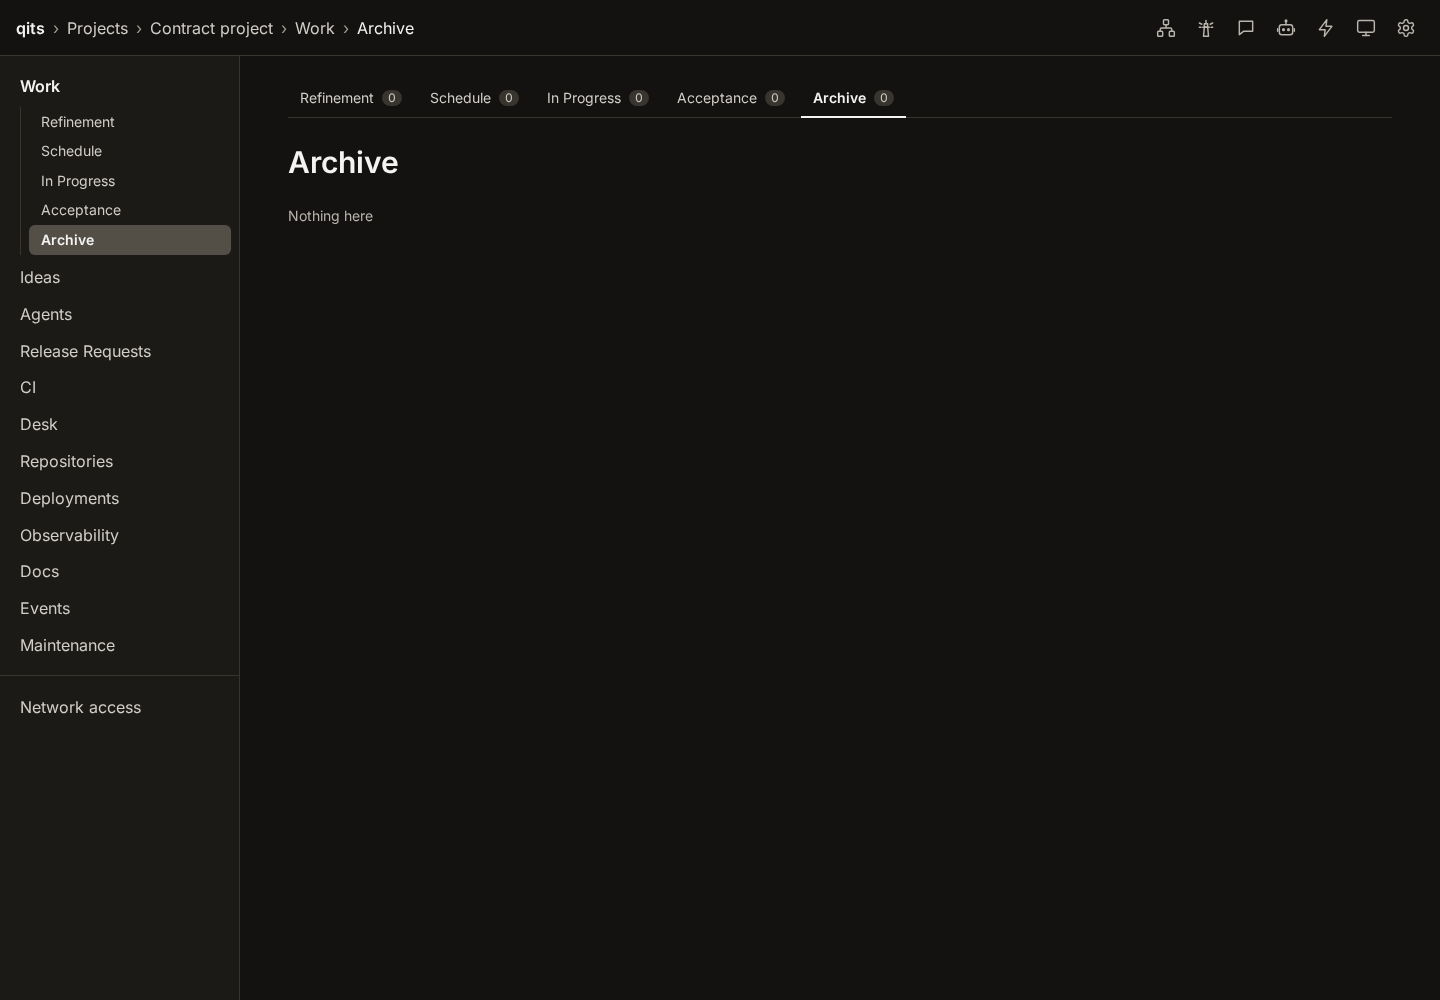 qits › Projects › Contract project › Work › Archive
Work
Refinement
Schedule
In Progress
Acceptance
Archive
Ideas
Agents
Release Requests
CI
Desk
Repositories
Deployments
Observability
Docs
Events
Maintenance
Network access
Refinement 0 Schedule 0 In Progress 0 Acceptance 0 Archive 0
Archive
Nothing here